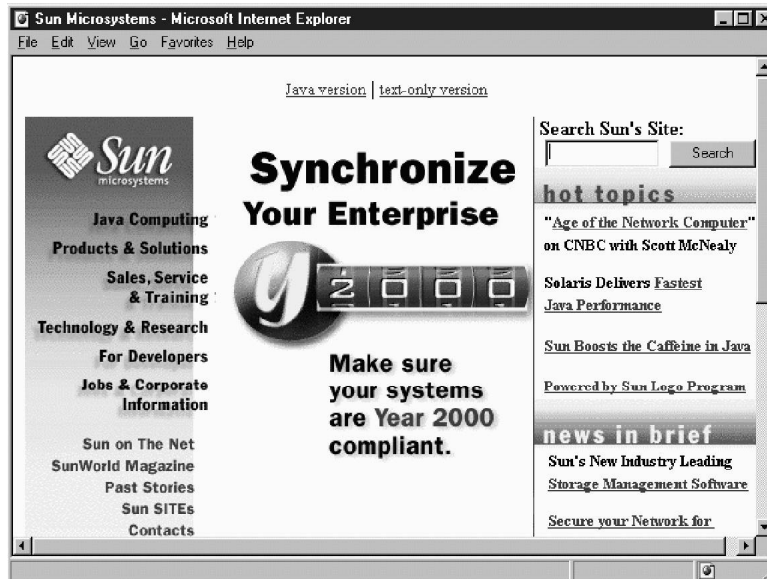 Sun Microsystems - Microsoft Internet Explorer
File Edit View Go Favorites Help
Java version | text-only version
Sun
microsystems
Java Computing
Products & Solutions
Sales, Service
& Training
Technology & Research
For Developers
Jobs & Corporate
Information
Sun on The Net
SunWorld Magazine
Past Stories
Sun SITEs
Contacts
Synchronize
Your Enterprise
y2000
Make sure
your systems
are Year 2000
compliant.
Search Sun's Site:
Search
hot topics
"Age of the Network Computer"
on CNBC with Scott McNealy
Solaris Delivers Fastest
Java Performance
Sun Boosts the Caffeine in Java
Powered by Sun Logo Program
news in brief
Sun's New Industry Leading
Storage Management Software
Secure your Network for